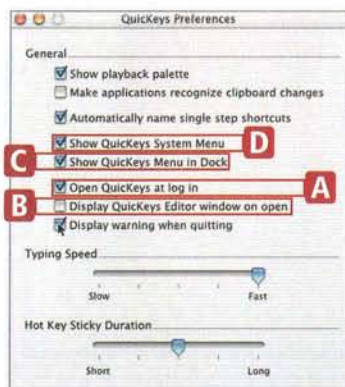 QuicKeys Preferences
General
Show playback palette
Make applications recognize clipboard changes
Automatically name single step shortcuts
Show QuicKeys System Menu
D
C
Show QuicKeys Menu in Dock
Open QuicKeys at log in
A
B
Display QuicKeys Editor window on open
Display warning when quitting
Typing Speed
Slow
Fast
Hot Key Sticky Duration
Short
Long